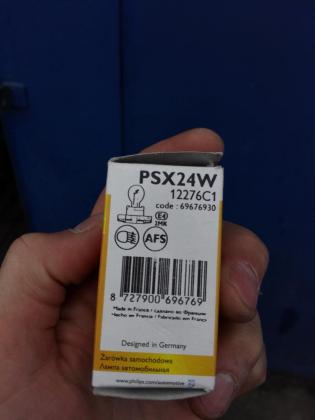 PSX24W
12276C1
code : 69676930
E4
2MK
AFS
8 727900 696769
Made in France / Сделано во Франции
Hecho en Francia / Fabricado em França
Designed in Germany
Żarówka samochodowa
Лампа автомобильная
www.philips.com/automotive